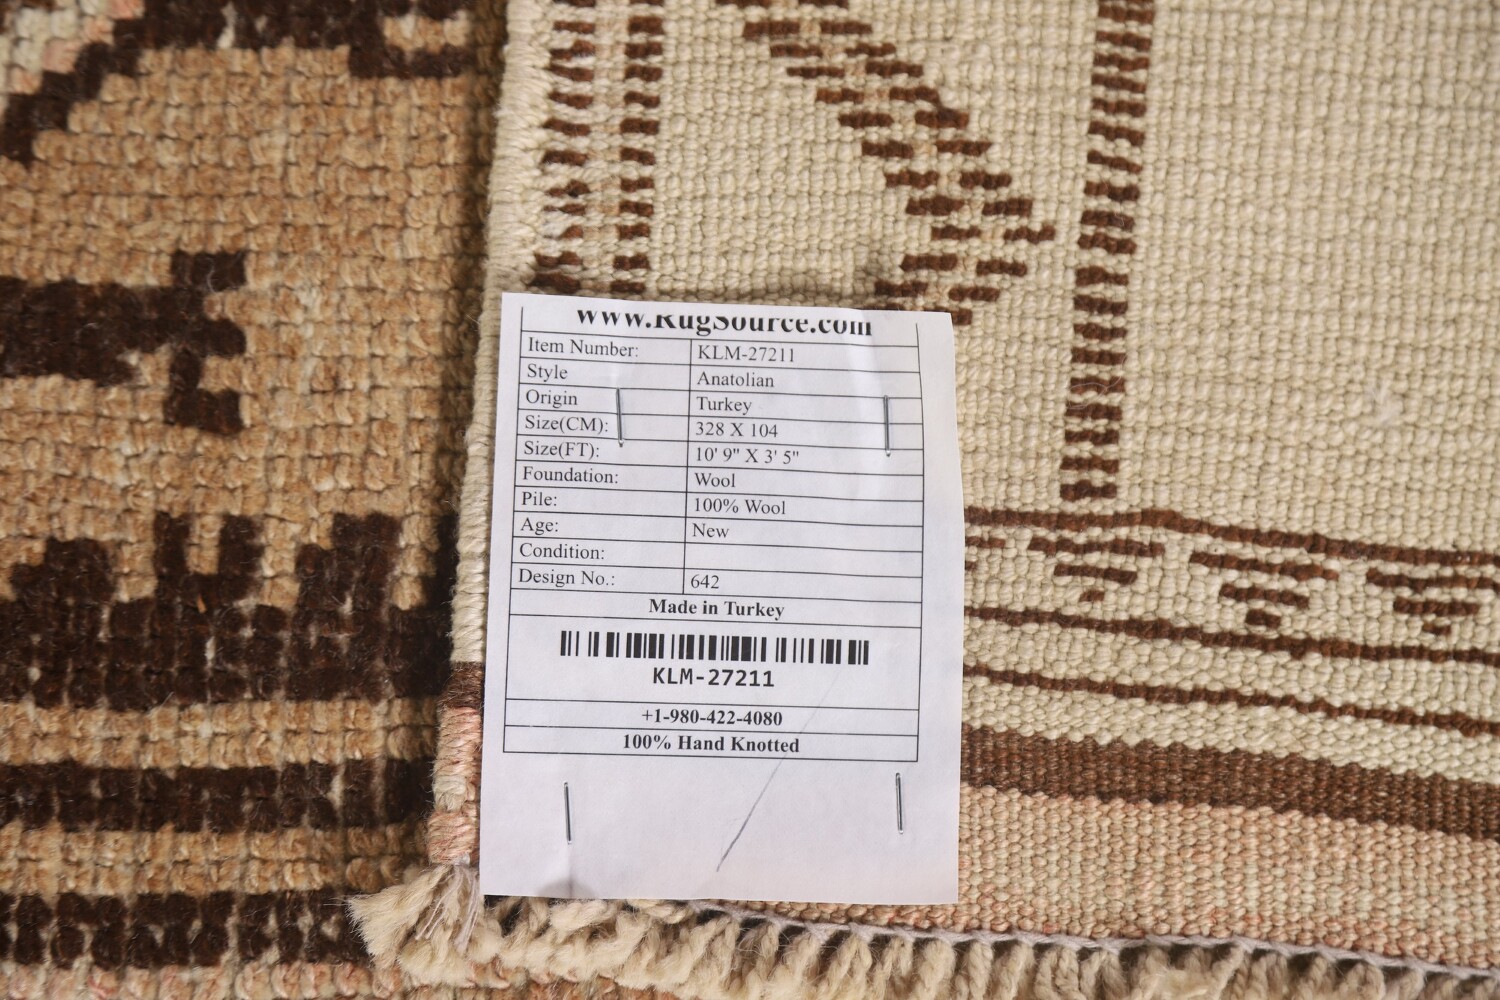 www.RugSource.com
Item Number: KLM-27211
Style Anatolian
Origin Turkey
Size(CM): 328 X 104
Size(FT): 10' 9" X 3' 5"
Foundation: Wool
Pile: 100% Wool
Age: New
Condition:
Design No.: 642
Made in Turkey
KLM-27211
+1-980-422-4080
100% Hand Knotted